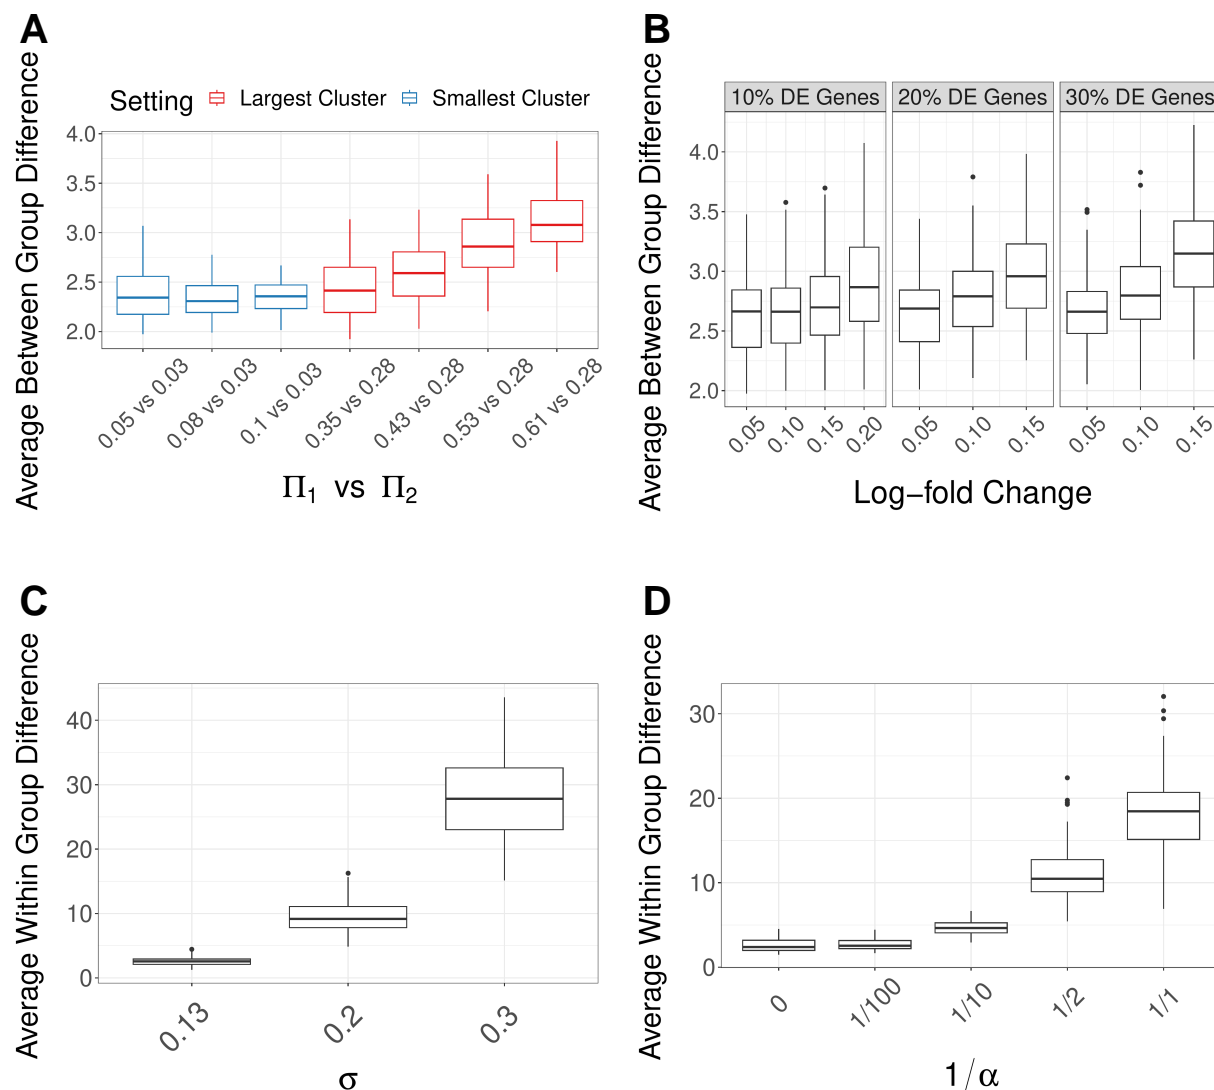 A
Average Between Group Difference
Setting Largest Cluster Smallest Cluster
4.0
3.5
3.0
2.5
2.0
0.05 vs 0.03
0.08 vs 0.03
0.1 vs 0.03
0.35 vs 0.28
0.43 vs 0.28
0.53 vs 0.28
0.61 vs 0.28
Π₁ vs Π₂
B
Average Between Group Difference
10% DE Genes 20% DE Genes 30% DE Genes
4.0
3.5
3.0
2.5
2.0
0.05 0.10 0.15 0.20 0.05 0.10 0.15 0.05 0.10 0.15
Log−fold Change
C
Average Within Group Difference
40
30
20
10
0
0.13 0.2 0.3
σ
D
Average Within Group Difference
30
20
10
0
0 1/100 1/10 1/2 1/1
1/α